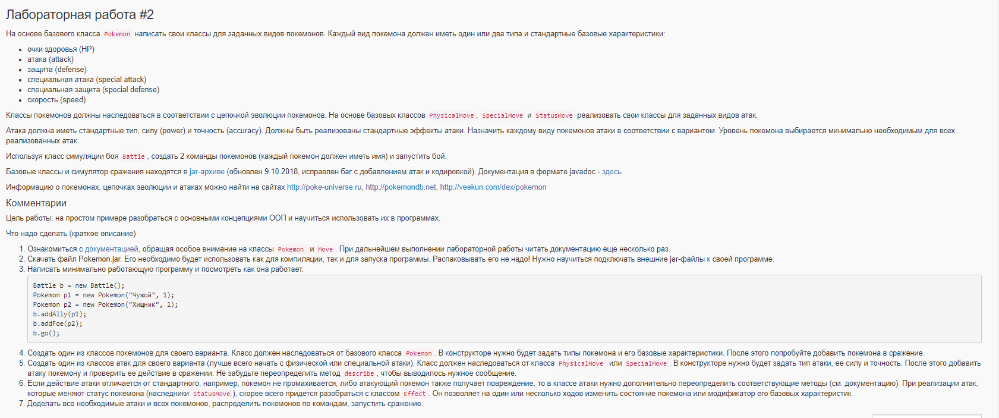 Лабораторная работа #2
На основе базового класса Pokemon написать свои классы для заданных видов покемонов. Каждый вид покемона должен иметь один или два типа и стандартные базовые характеристики:
• очки здоровья (HP)
• атака (attack)
• защита (defense)
• специальная атака (special attack)
• специальная защита (special defense)
• скорость (speed)
Классы покемонов должны наследоваться в соответствии с цепочкой эволюции покемонов. На основе базовых классов PhysicalMove, SpecialMove и StatusMove реализовать свои классы для заданных видов атак.
Атака должна иметь стандартные тип, силу (power) и точность (accuracy). Должны быть реализованы стандартные эффекты атаки. Назначить каждому виду покемонов атаки в соответствии с вариантом. Уровень покемона выбирается минимально необходимым для всех
реализованных атак.
Используя класс симуляции боя Battle, создать 2 команды покемонов (каждый покемон должен иметь имя) и запустить бой.
Базовые классы и симулятор сражения находятся в jar-архиве (обновлен 9.10.2018, исправлен баг с добавлением атак и кодировкой). Документация в формате javadoc - здесь.
Информацию о покемонах, цепочках эволюции и атаках можно найти на сайтах http://poke-universe.ru, http://pokemondb.net, http://veekun.com/dex/pokemon
Комментарии
Цель работы: на простом примере разобраться с основными концепциями ООП и научиться использовать их в программах.
Что надо сделать (краткое описание)
1. Ознакомиться с документацией, обращая особое внимание на классы Pokemon и Move. При дальнейшем выполнении лабораторной работы читать документацию еще несколько раз.
2. Скачать файл Pokemon.jar. Его необходимо будет использовать как для компиляции, так и для запуска программы. Распаковывать его не надо! Нужно научиться подключать внешние jar-файлы к своей программе.
3. Написать минимально работающую программу и посмотреть как она работает.
Battle b = new Battle();
Pokemon p1 = new Pokemon("Чужой", 1);
Pokemon p2 = new Pokemon("Хищник", 1);
b.addAlly(p1);
b.addFoe(p2);
b.go();
4. Создать один из классов покемонов для своего варианта. Класс должен наследоваться от базового класса Pokemon. В конструкторе нужно будет задать типы покемона и его базовые характеристики. После этого попробуйте добавить покемона в сражение.
5. Создать один из классов атак для своего варианта (лучше всего начать с физической или специальной атаки). Класс должен наследоваться от класса PhysicalMove или SpecialMove. В конструкторе нужно будет задать тип атаки, ее силу и точность. После этого добавить
атаку покемону и проверить ее действие в сражении. Не забудьте переопределить метод describe, чтобы выводилось нужное сообщение.
6. Если действие атаки отличается от стандартного, например, покемон не промахивается, либо атакующий покемон также получает повреждение, то в классе атаки нужно дополнительно переопределить соответствующие методы (см. документацию). При реализации атак,
которые меняют статус покемона (наследники StatusMove), скорее всего придется разобраться с классом Effect. Он позволяет на один или несколько ходов изменить состояние покемона или модификатор его базовых характеристик.
7. Доделать все необходимые атаки и всех покемонов, распределить покемонов по командам, запустить сражение.